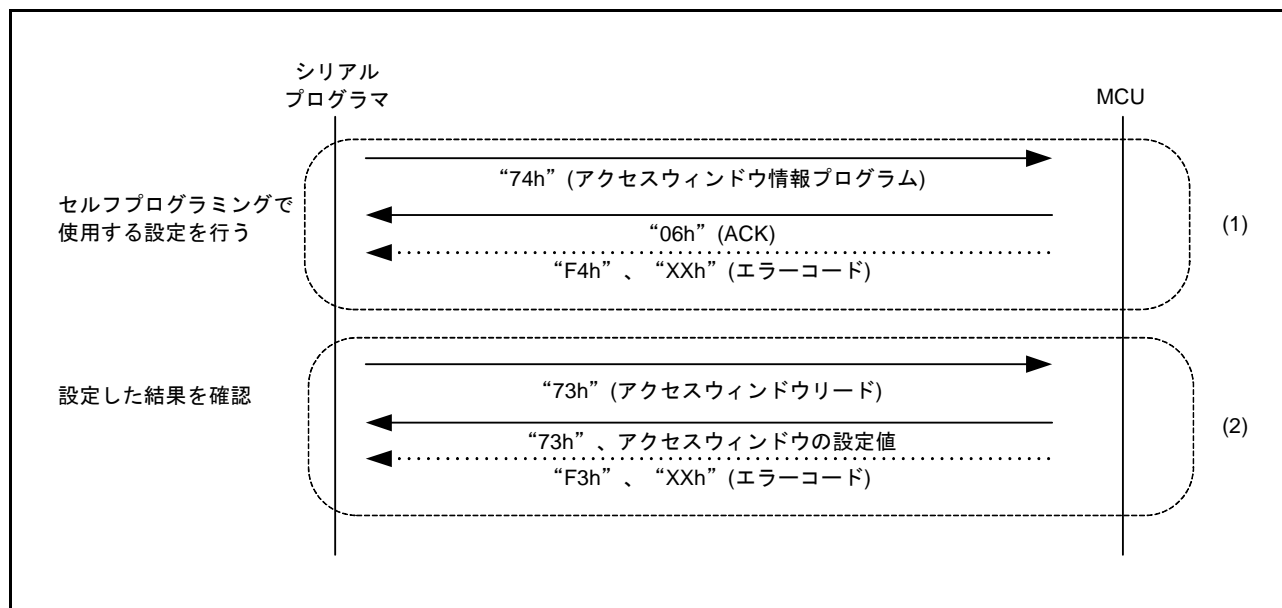 シリアル
プログラマ
MCU
“74h” (アクセスウィンドウ情報プログラム)
セルフプログラミングで
使用する設定を行う
“06h” (ACK)
(1)
“F4h” 、 “XXh” (エラーコード)
“73h” (アクセスウィンドウリード)
設定した結果を確認
“73h”、アクセスウィンドウの設定値
(2)
“F3h” 、 “XXh” (エラーコード)